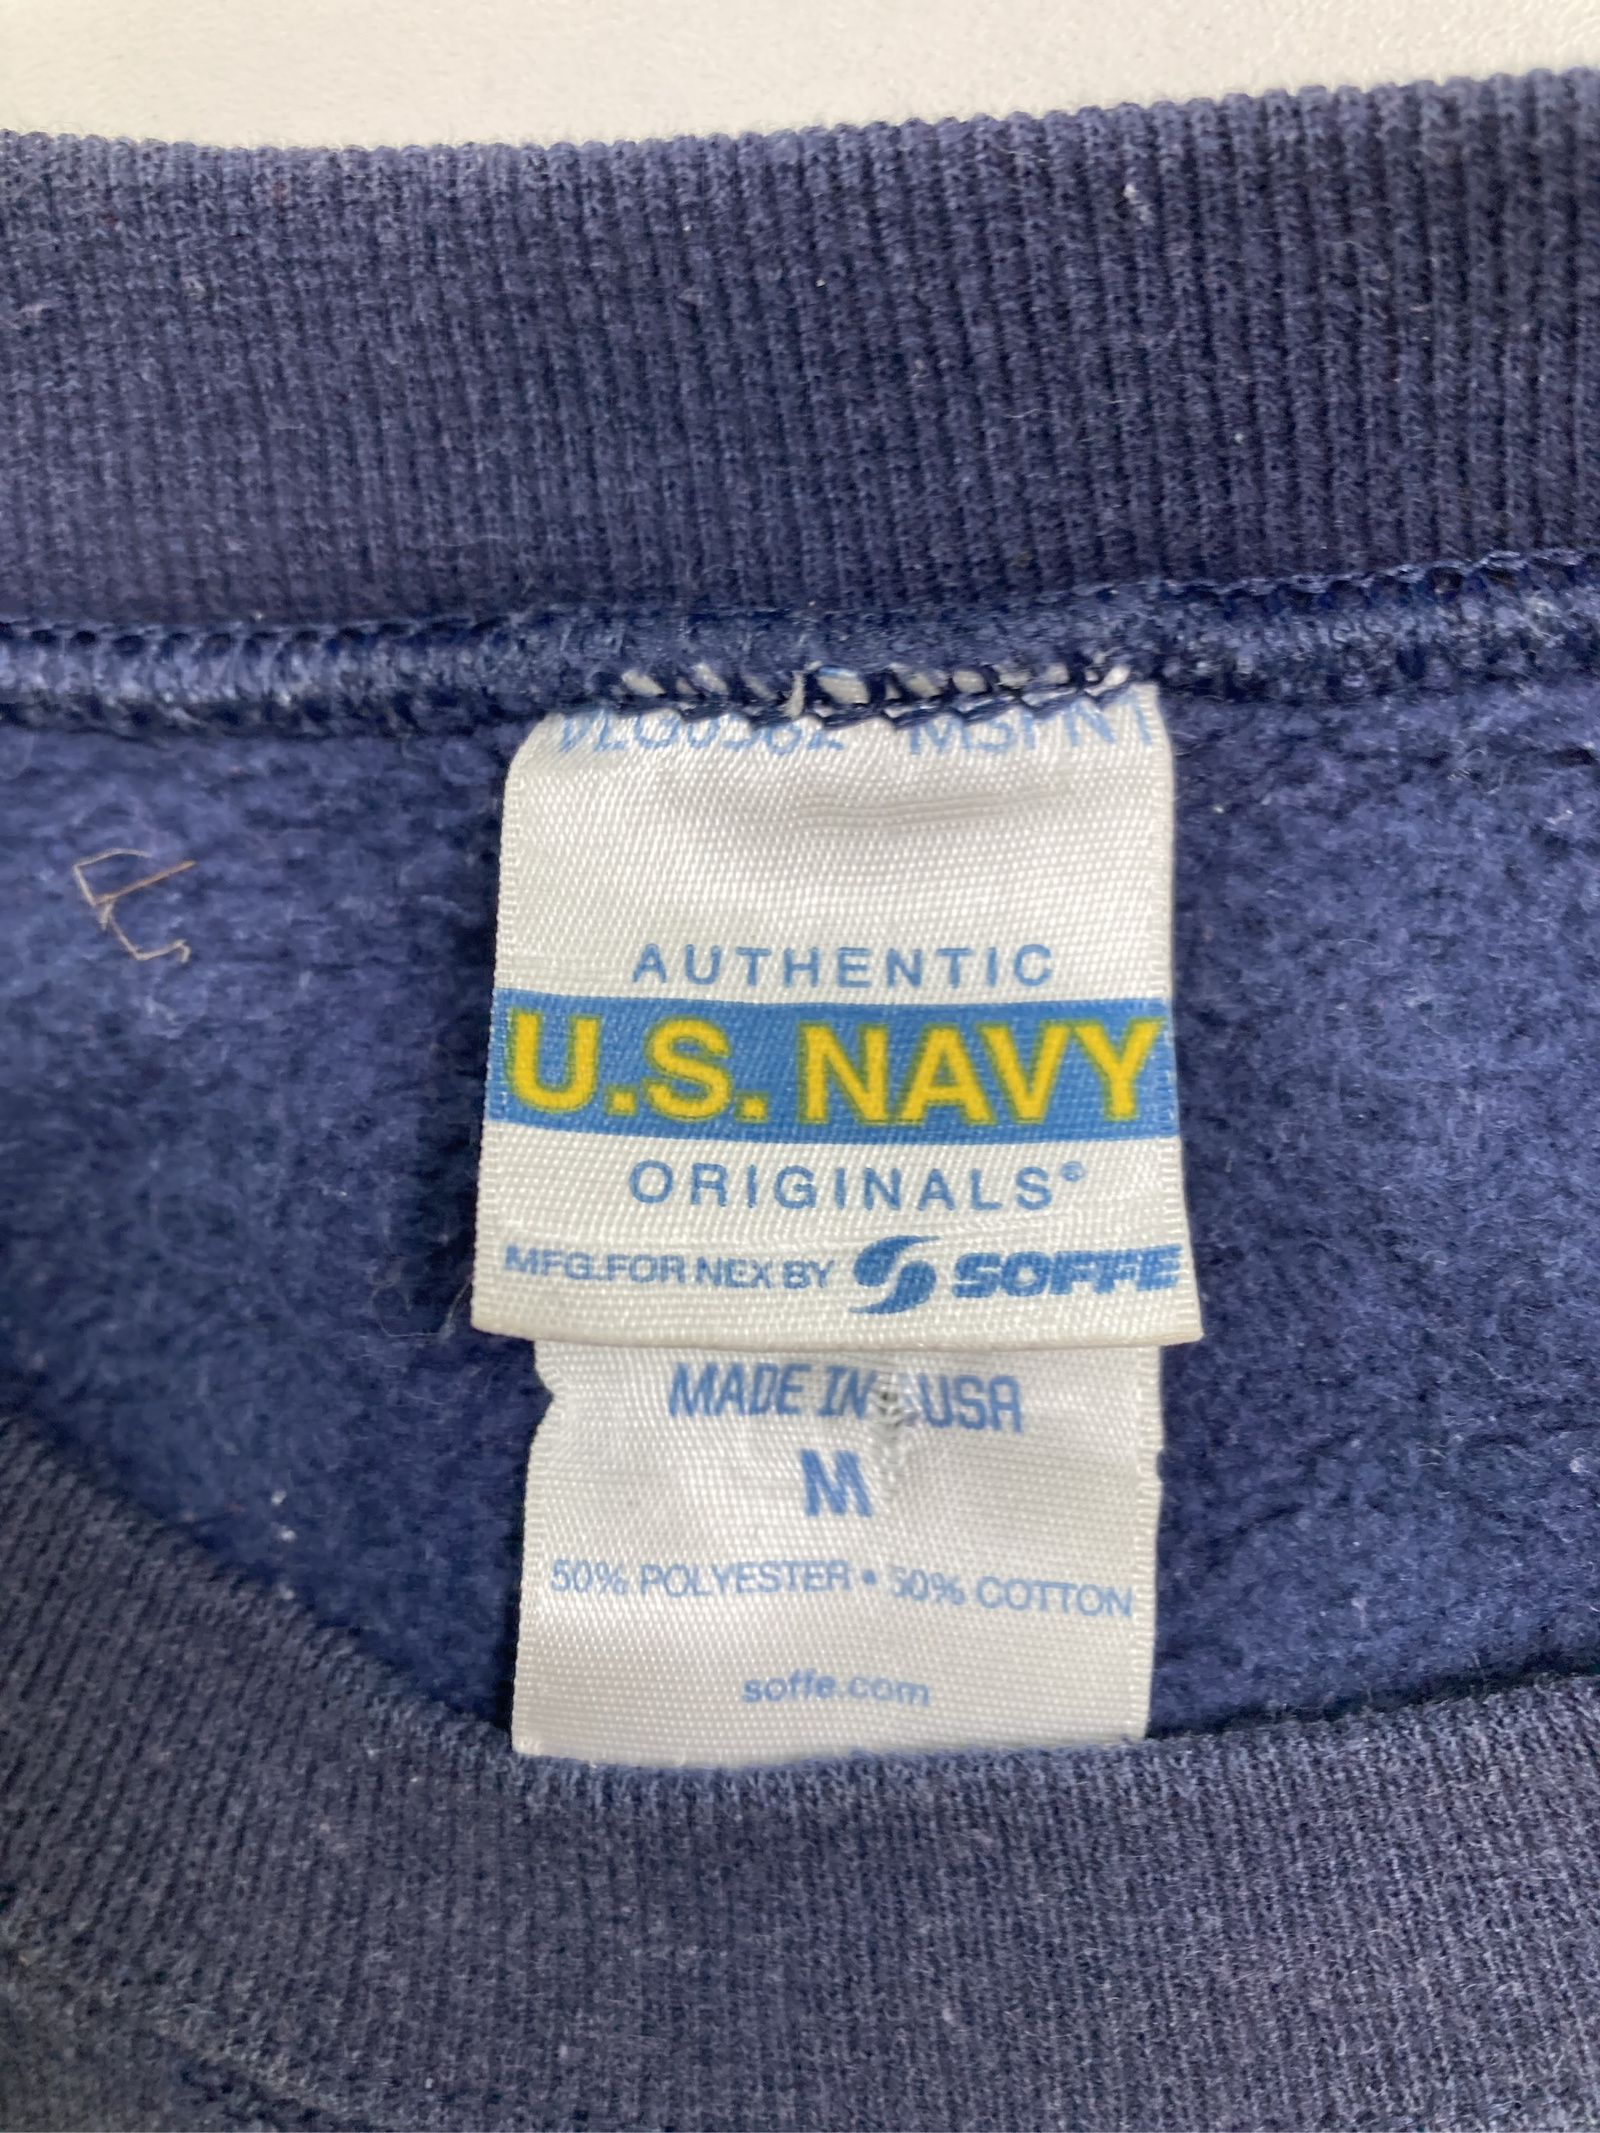 AUTHENTIC
U.S. NAVY
ORIGINALS®
MFG. FOR NEX BY SOFFE
MADE IN USA
M
50% POLYESTER • 50% COTTON
soffe.com